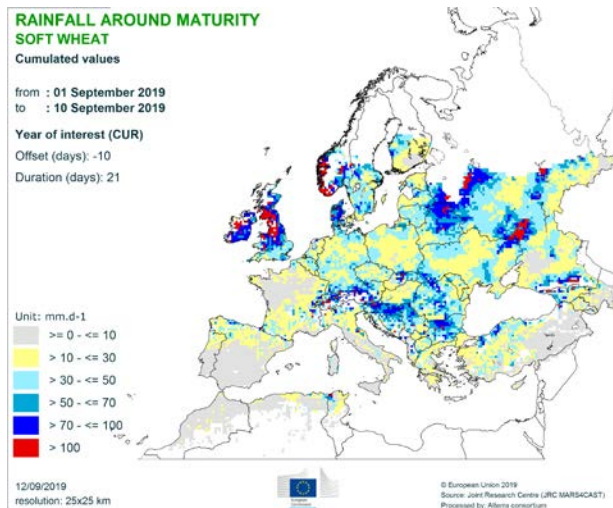 RAINFALL AROUND MATURITY
SOFT WHEAT
Cumulated values
from : 01 September 2019
to : 10 September 2019
Year of interest (CUR)
Offset (days): -10
Duration (days): 21
Unit: mm.d-1
>= 0 - <= 10
> 10 - <= 30
> 30 - <= 50
> 50 - <= 70
> 70 - <= 100
> 100
12/09/2019
resolution: 25x25 km
European
Commission
© European Union 2019
Source: Joint Research Centre (JRC MARS4CAST)
Processed by: Alterra consortium